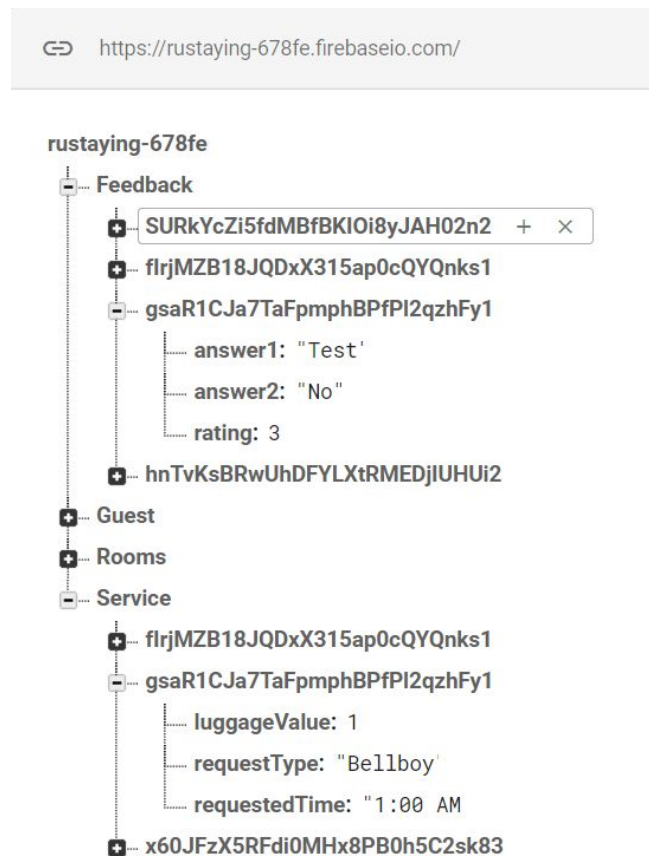 https://rustaying-678fe.firebaseio.com/
rustaying-678fe
Feedback
SURkYcZi5fdMBfBKIOi8yJAH02n2 + ×
flrjMZB18JQDxX315ap0cQYQnks1
gsaR1CJa7TaFpmphBPfPl2qzhFy1
answer1: "Test'
answer2: "No"
rating: 3
hnTvKsBRwUhDFYLXtRMEDjlUHUi2
Guest
Rooms
Service
flrjMZB18JQDxX315ap0cQYQnks1
gsaR1CJa7TaFpmphBPfPl2qzhFy1
luggageValue: 1
requestType: "Bellboy'
requestedTime: "1:00 AM
x60JFzX5RFdi0MHx8PB0h5C2sk83